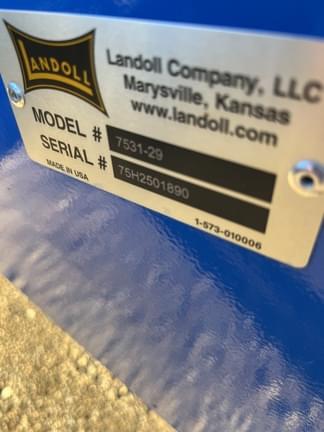 LANDOLL
Landoll Company, LLC
Marysville, Kansas
www.landoll.com
MODEL # 7531-29
SERIAL # 75H2501890
MADE IN USA
1-573-010006